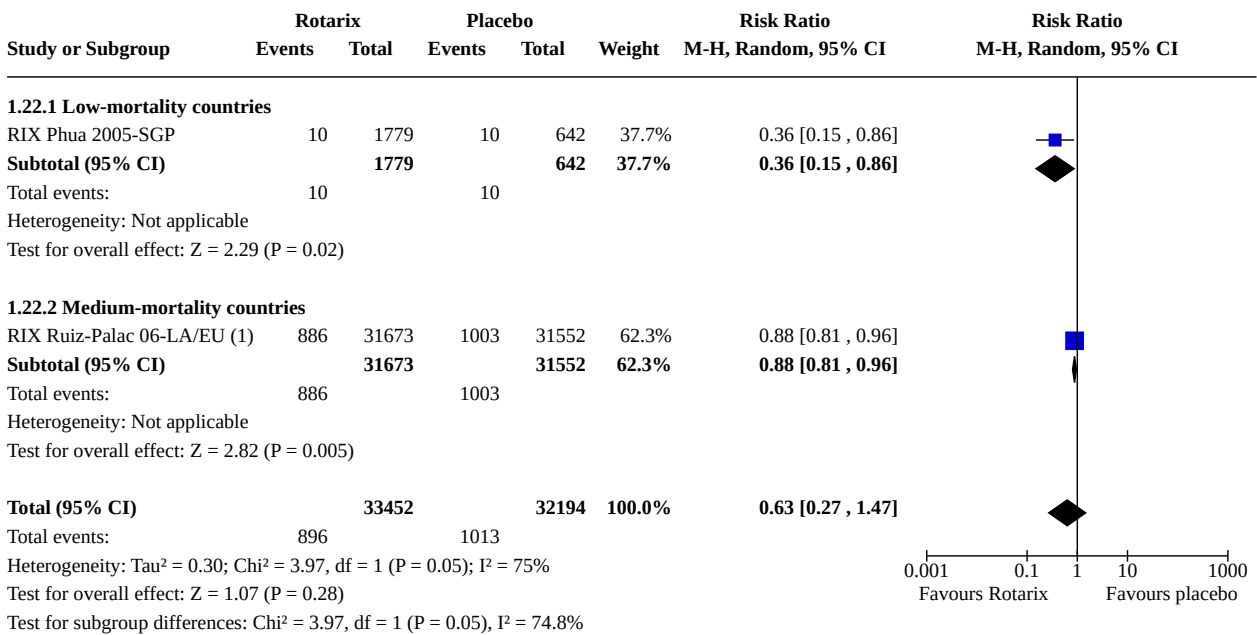 Rotarix Placebo Risk Ratio Risk Ratio
Study or Subgroup Events Total Events Total Weight M-H, Random, 95% CI M-H, Random, 95% CI
1.22.1 Low-mortality countries
RIX Phua 2005-SGP 10 1779 10 642 37.7% 0.36 [0.15 , 0.86]
Subtotal (95% CI) 1779 642 37.7% 0.36 [0.15 , 0.86]
Total events: 10 10
Heterogeneity: Not applicable
Test for overall effect: Z = 2.29 (P = 0.02)
1.22.2 Medium-mortality countries
RIX Ruiz-Palac 06-LA/EU (1) 886 31673 1003 31552 62.3% 0.88 [0.81 , 0.96]
Subtotal (95% CI) 31673 31552 62.3% 0.88 [0.81 , 0.96]
Total events: 886 1003
Heterogeneity: Not applicable
Test for overall effect: Z = 2.82 (P = 0.005)
Total (95% CI) 33452 32194 100.0% 0.63 [0.27 , 1.47]
Total events: 896 1013
Heterogeneity: Tau² = 0.30; Chi² = 3.97, df = 1 (P = 0.05); I² = 75%
0.001 0.1 1 10 1000
Test for overall effect: Z = 1.07 (P = 0.28) Favours Rotarix Favours placebo
Test for subgroup differences: Chi² = 3.97, df = 1 (P = 0.05), I² = 74.8%